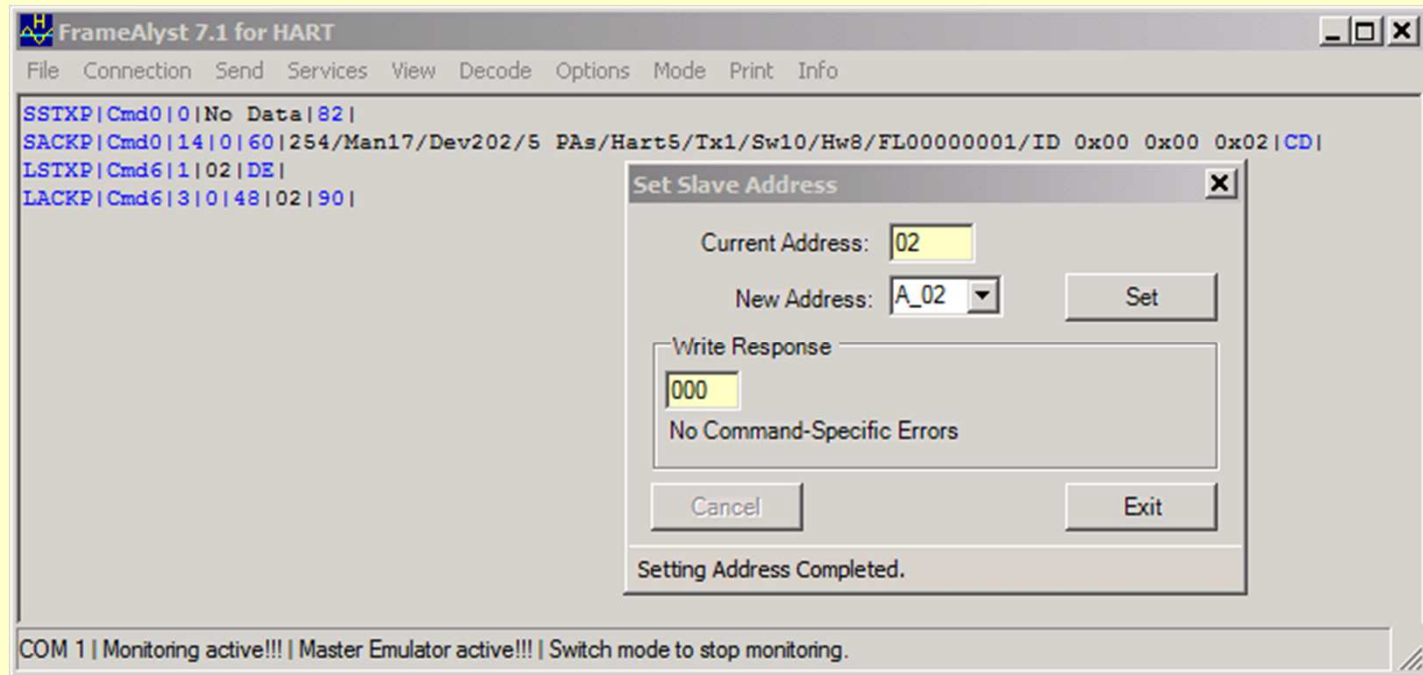 FrameAlyst 7.1 for HART
File Connection Send Services View Decode Options Mode Print Info
SSTXP|Cmd0|0|No Data|82|
SACKP|Cmd0|14|0|60|254/Man17/Dev202/5 PAs/Hart5/Tx1/Sw10/Hw8/FL00000001/ID 0x00 0x00 0x02|CD|
LSTXP|Cmd6|1|02|DE|
LACKP|Cmd6|3|0|48|02|90|
Set Slave Address
Current Address: 02
New Address: A_02 Set
Write Response
000
No Command-Specific Errors
Cancel Exit
Setting Address Completed.
COM 1 | Monitoring active!!! | Master Emulator active!!! | Switch mode to stop monitoring.